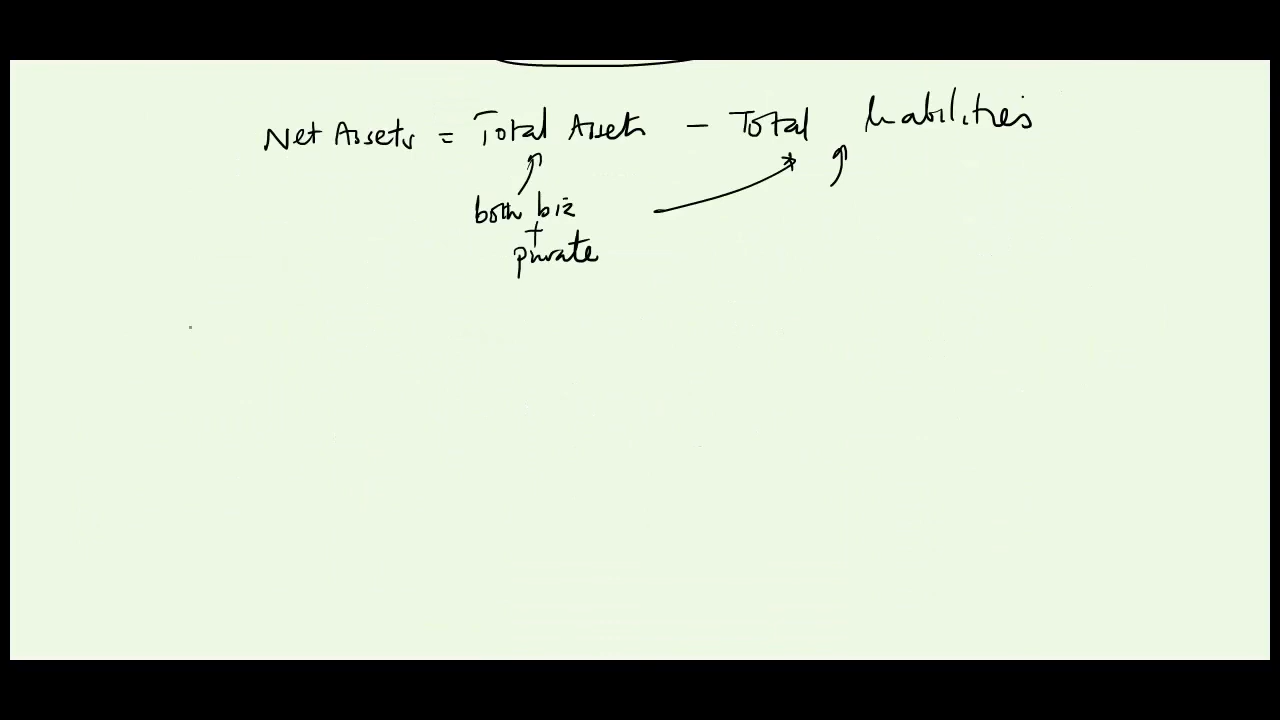 Net Assets = Total Assets - Total liabilities
both biz
+
private